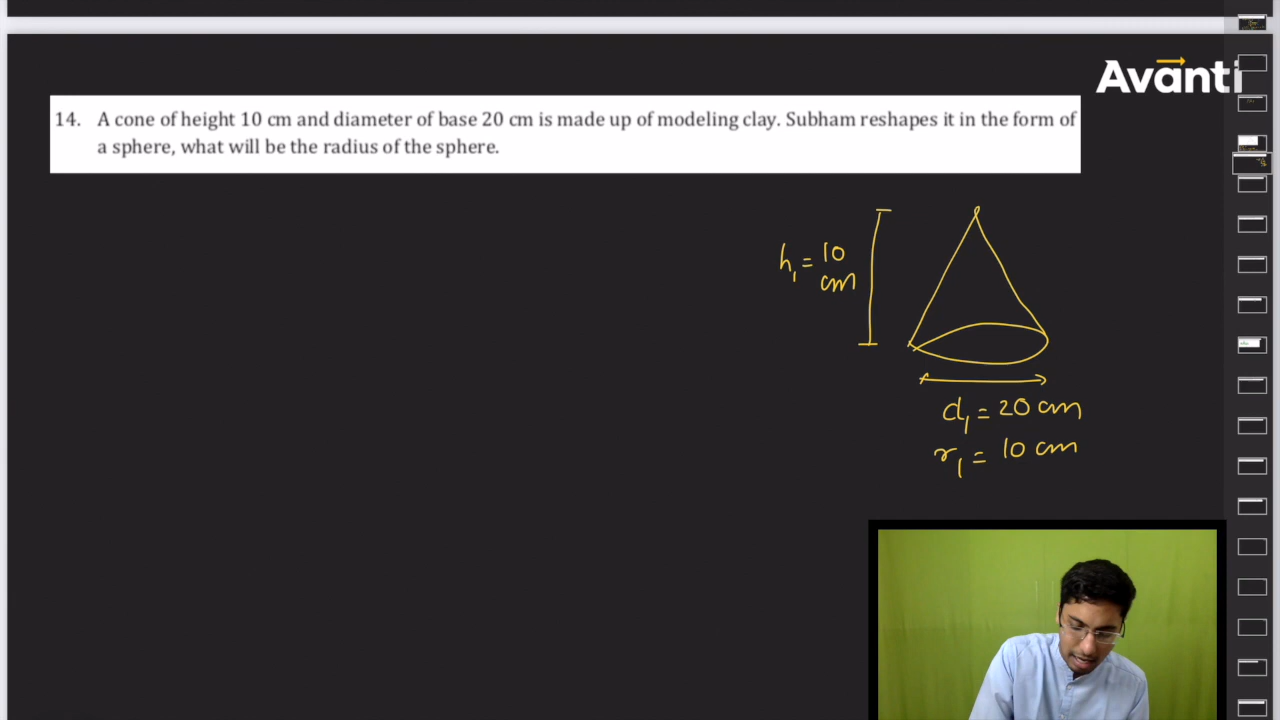 Avanti
14. A cone of height 10 cm and diameter of base 20 cm is made up of modeling clay. Subham reshapes it in the form of
a sphere, what will be the radius of the sphere.
h₁ = 10
cm
d₁ = 20 cm
r₁ = 10 cm